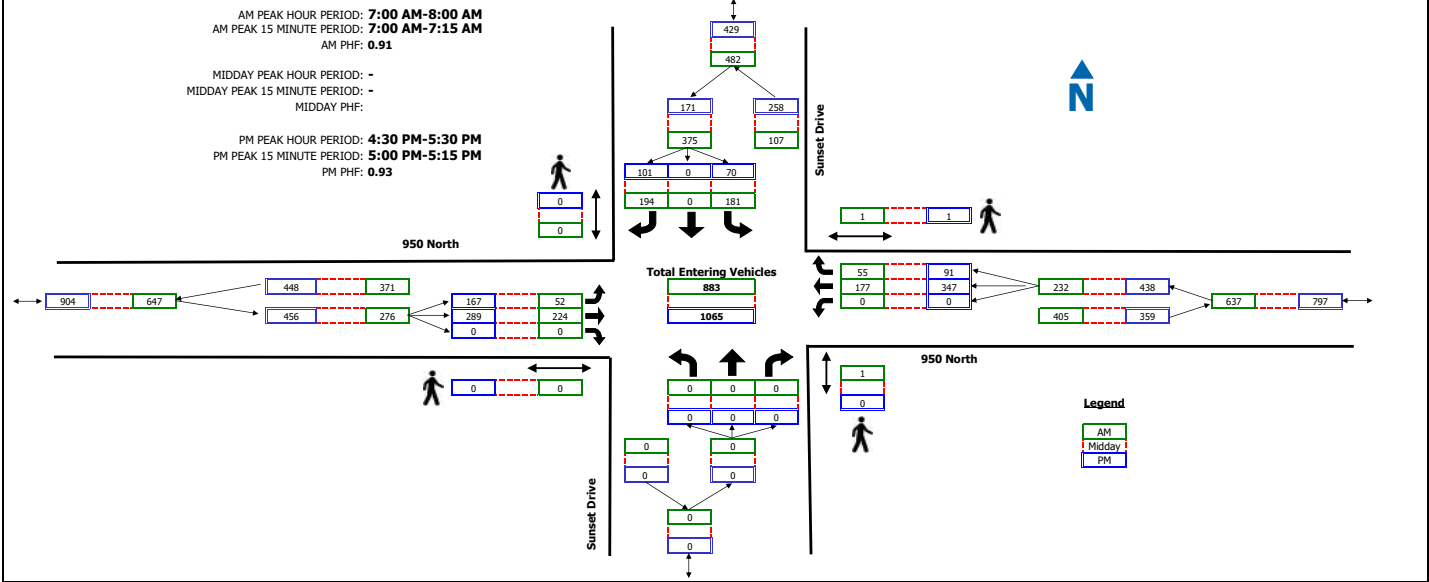 AM PEAK HOUR PERIOD: 7:00 AM-8:00 AM
AM PEAK 15 MINUTE PERIOD: 7:00 AM-7:15 AM
AM PHF: 0.91
MIDDAY PEAK HOUR PERIOD: -
MIDDAY PEAK 15 MINUTE PERIOD: -
MIDDAY PHF:
PM PEAK HOUR PERIOD: 4:30 PM-5:30 PM
PM PEAK 15 MINUTE PERIOD: 5:00 PM-5:15 PM
PM PHF: 0.93
429
482
171 258
375 107
101 0 70
194 0 181
Sunset Drive
N
0
0
1 1
950 North
904 647
448 371
456 276
167 52
289 224
0 0
Total Entering Vehicles
883
1065
55 91
177 347
0 0
232 438
405 359
637 797
950 North
0 0
0 0 0
0 0 0
0 0
0 0
0
0
Sunset Drive
1
0
Legend
AM
Midday
PM